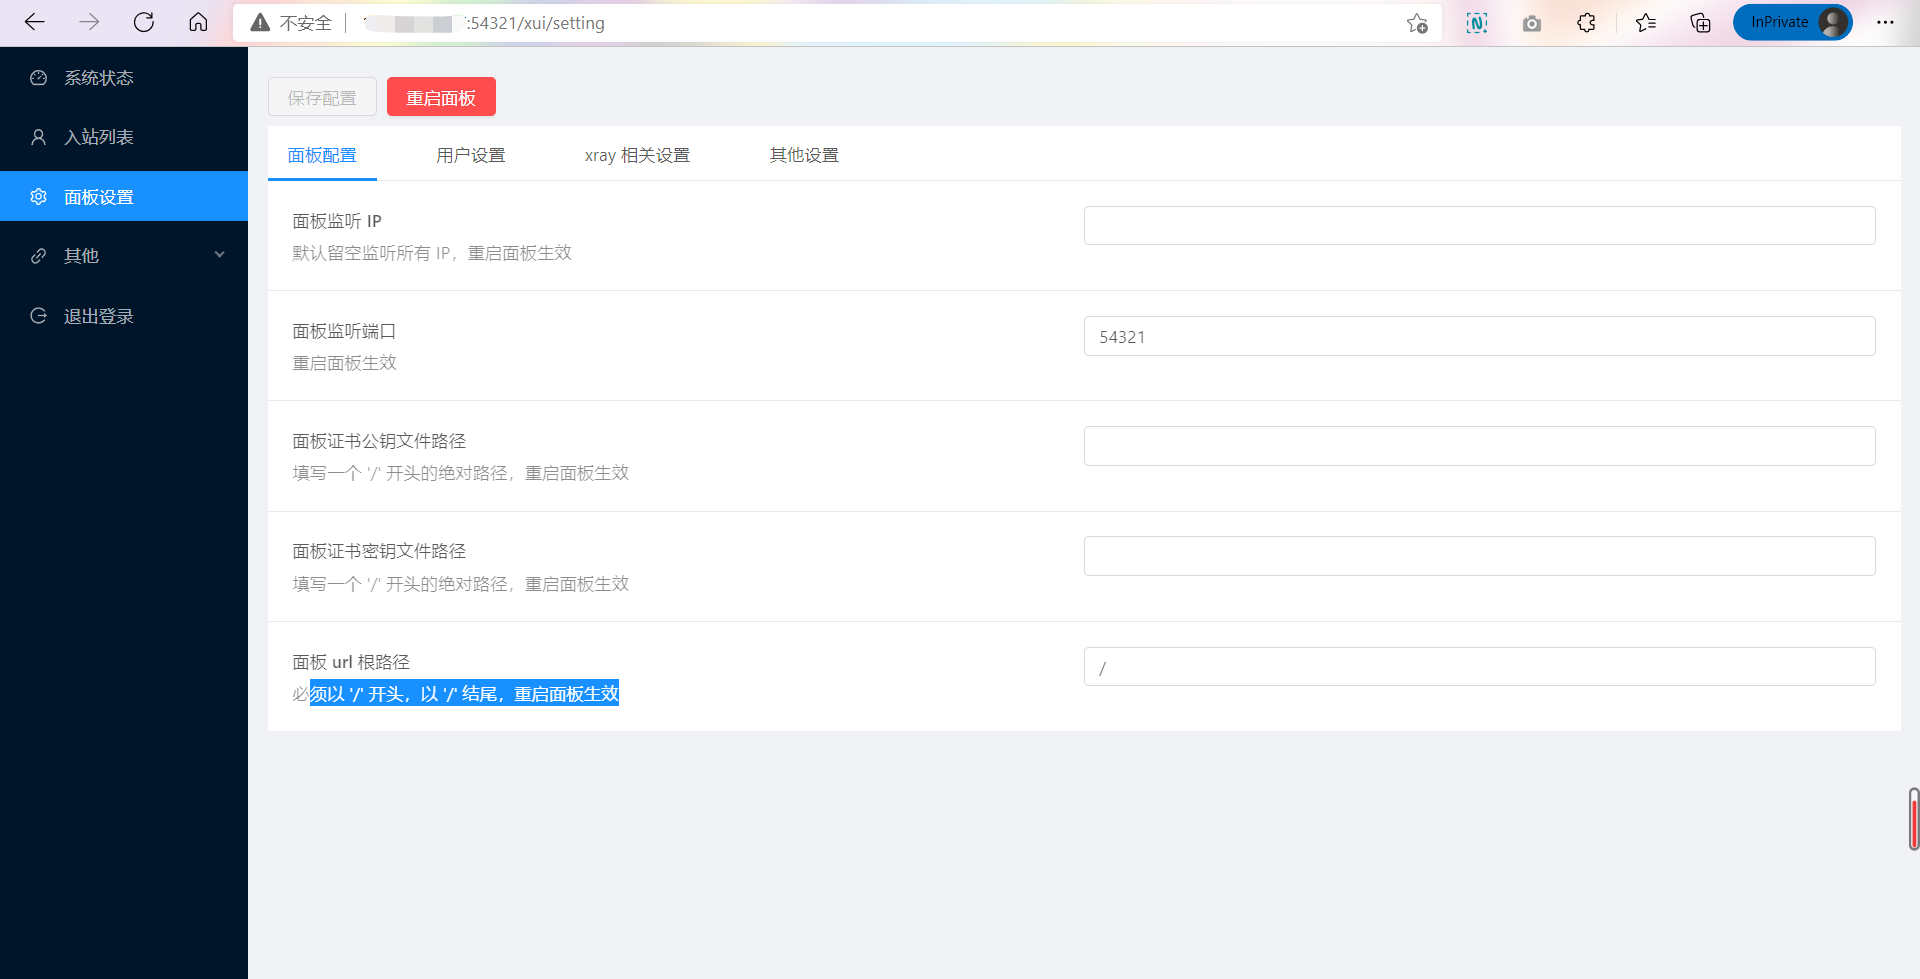 不安全 :54321/xui/setting InPrivate
系统状态
入站列表
面板设置
其他
退出登录
保存配置 重启面板
面板配置 用户设置 xray 相关设置 其他设置
面板监听 IP
默认留空监听所有 IP，重启面板生效
面板监听端口
54321
重启面板生效
面板证书公钥文件路径
填写一个 '/' 开头的绝对路径，重启面板生效
面板证书密钥文件路径
填写一个 '/' 开头的绝对路径，重启面板生效
面板 url 根路径
/
必须以 '/' 开头，以 '/' 结尾，重启面板生效